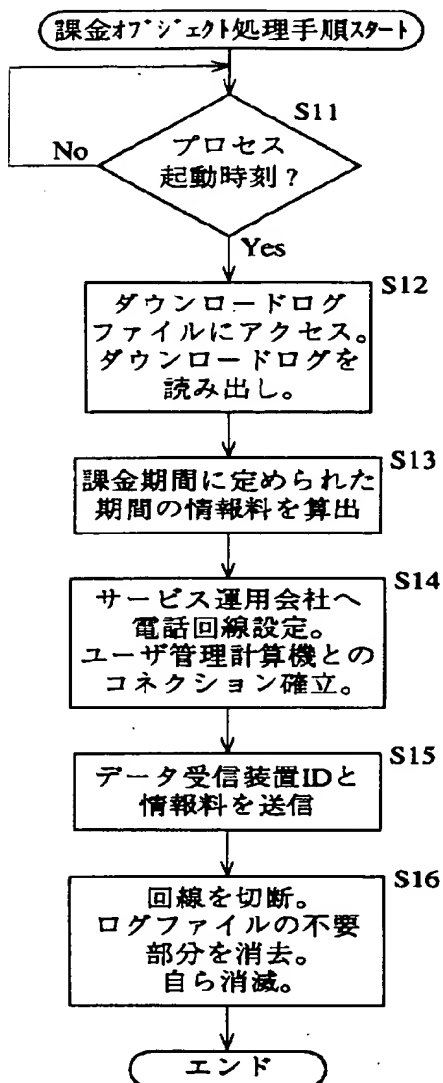 課金オブジェクト処理手順スタート
S11
No
プロセス
起動時刻？
Yes
S12
ダウンロードログ
ファイルにアクセス。
ダウンロードログを
読み出し。
S13
課金期間に定められた
期間の情報料を算出
S14
サービス運用会社へ
電話回線設定。
ユーザ管理計算機との
コネクション確立。
S15
データ受信装置IDと
情報料を送信
S16
回線を切断。
ログファイルの不要
部分を消去。
自ら消滅。
エンド